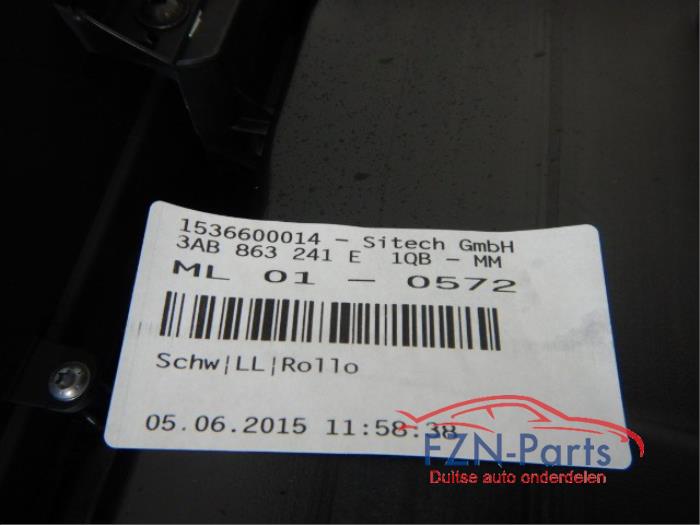 1536600014 - Sitech GmbH
3AB 863 241 E 1QB - MM
ML 01 - 0572
Schw|LL|Rollo
05.06.2015 11:58:38
FZN-Parts
Duitse auto onderdelen